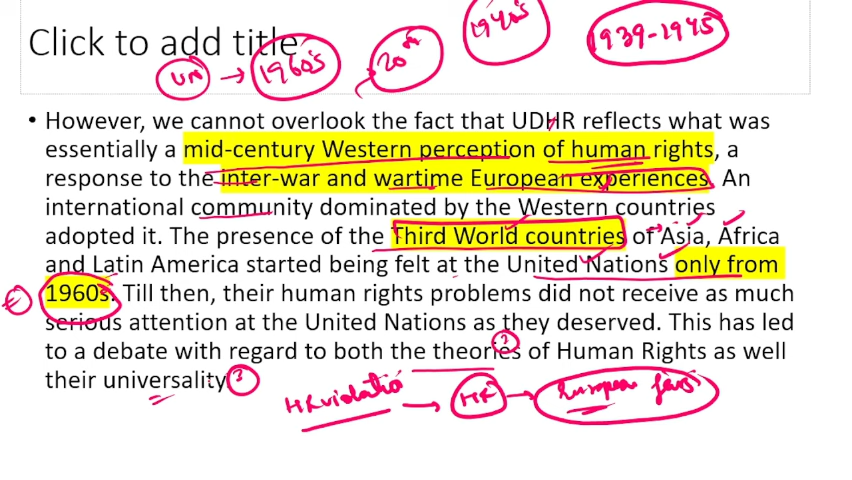 1940s
1939-1945
Click to add title
UN → 1960s
20th
• However, we cannot overlook the fact that UDHR reflects what was
essentially a mid-century Western perception of human rights, a
response to the inter-war and wartime European experiences. An
international community dominated by the Western countries
adopted it. The presence of the Third World countries of Asia, Africa
and Latin America started being felt at the United Nations only from
1960s. Till then, their human rights problems did not receive as much
serious attention at the United Nations as they deserved. This has led
to a debate with regard to both the theories of Human Rights as well
their universality
HR violatio → HR → European